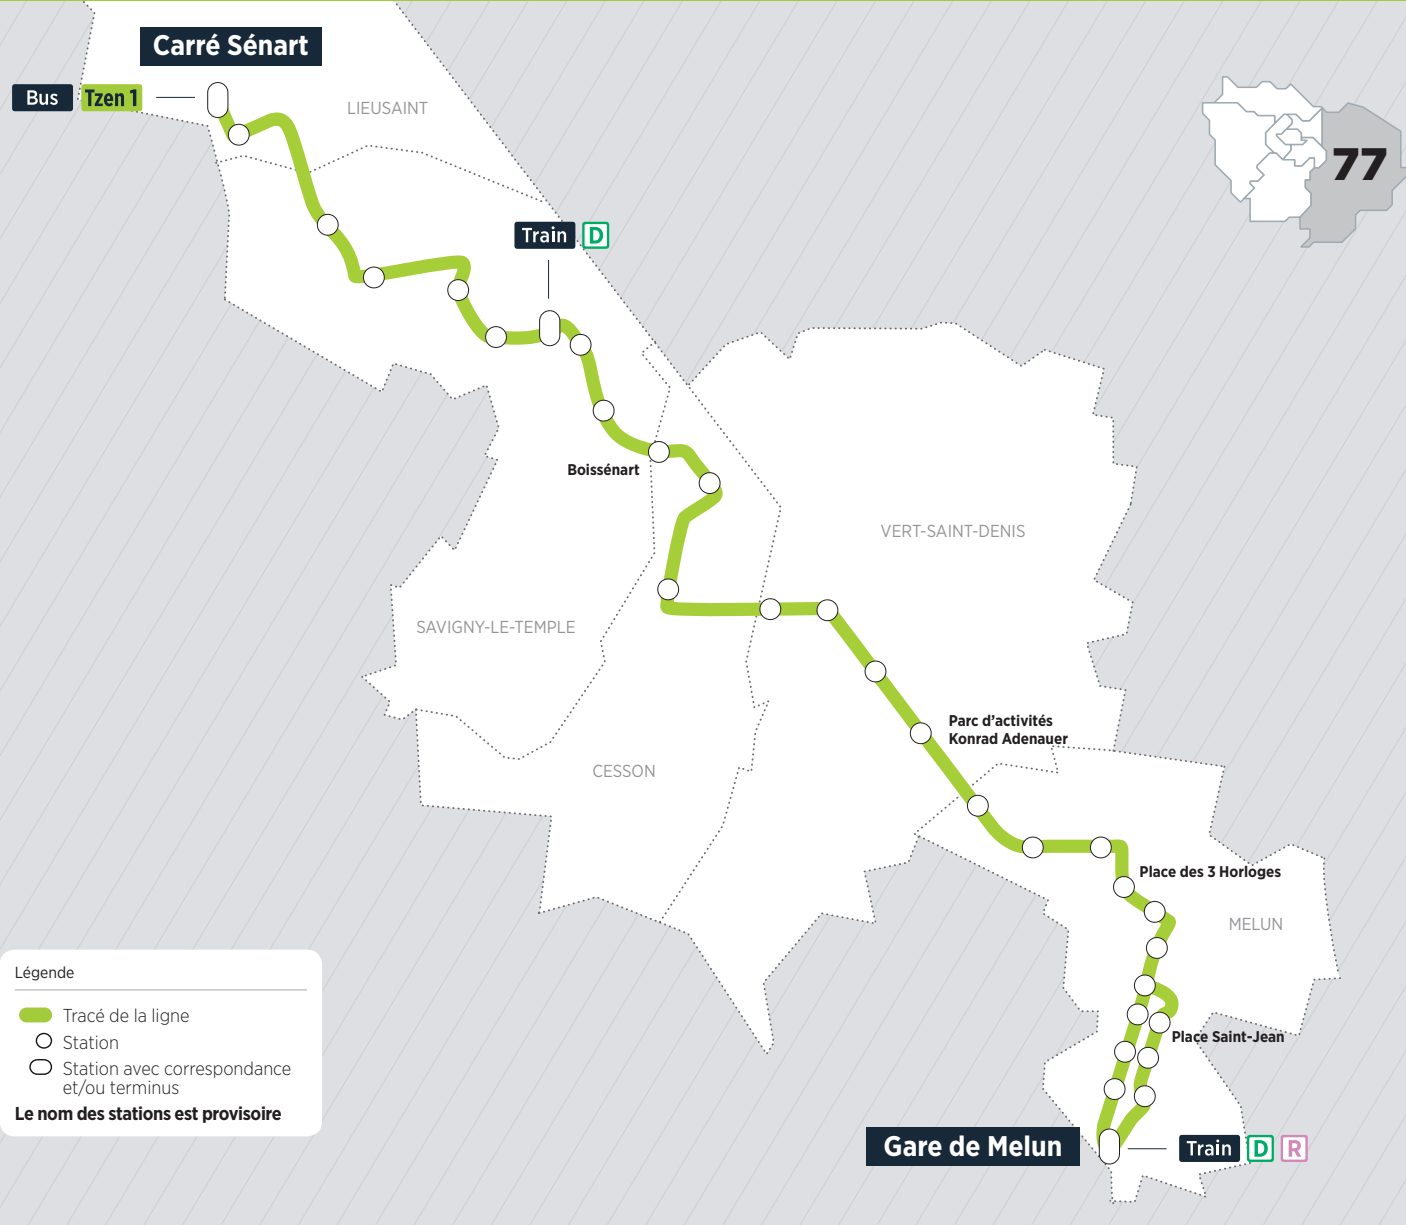 Carré Sénart
Bus Tzen 1
LIEUSAINT
77
Train D
Boissénart
VERT-SAINT-DENIS
SAVIGNY-LE-TEMPLE
Parc d'activités
Konrad Adenauer
CESSON
Place des 3 Horloges
MELUN
Place Saint-Jean
Gare de Melun
Train D R
Légende
Tracé de la ligne
Station
Station avec correspondance
et/ou terminus
Le nom des stations est provisoire